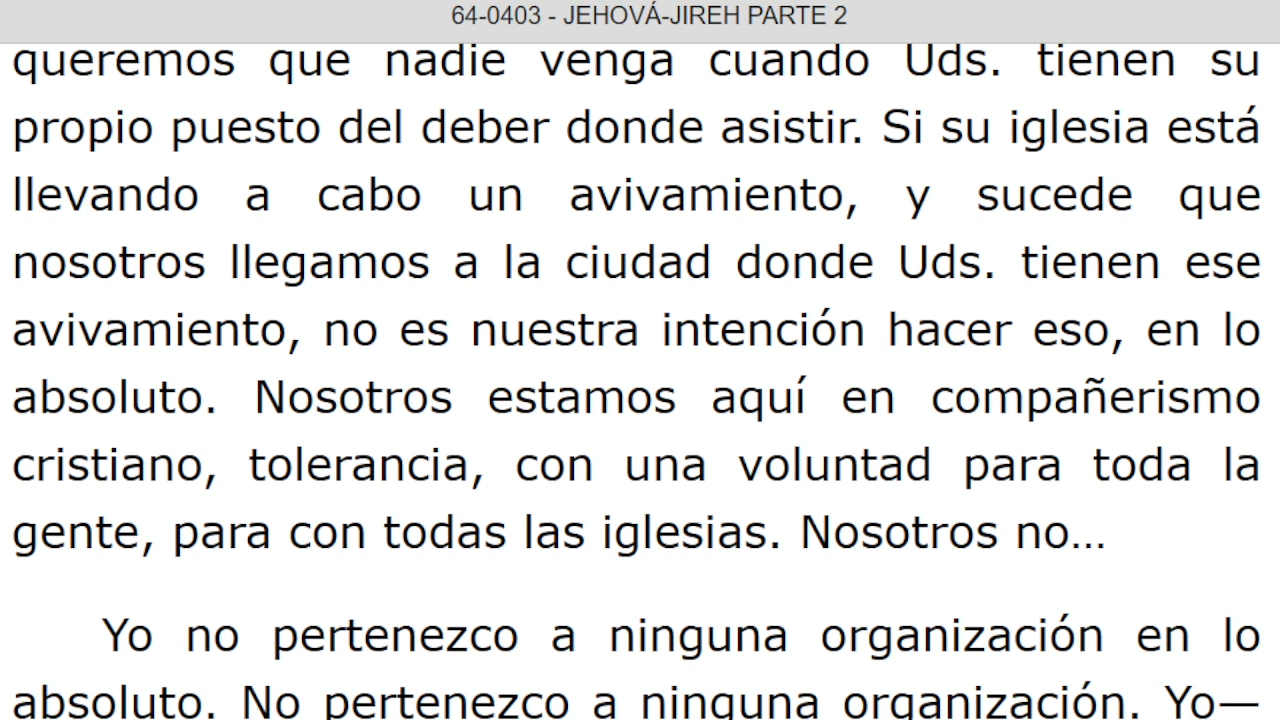 64-0403 - JEHOVÁ-JIREH PARTE 2
queremos que nadie venga cuando Uds. tienen su
propio puesto del deber donde asistir. Si su iglesia está
llevando a cabo un avivamiento, y sucede que
nosotros llegamos a la ciudad donde Uds. tienen ese
avivamiento, no es nuestra intención hacer eso, en lo
absoluto. Nosotros estamos aquí en compañerismo
cristiano, tolerancia, con una voluntad para toda la
gente, para con todas las iglesias. Nosotros no...
Yo no pertenezco a ninguna organización en lo
absoluto. No pertenezco a ninguna organización. Yo—